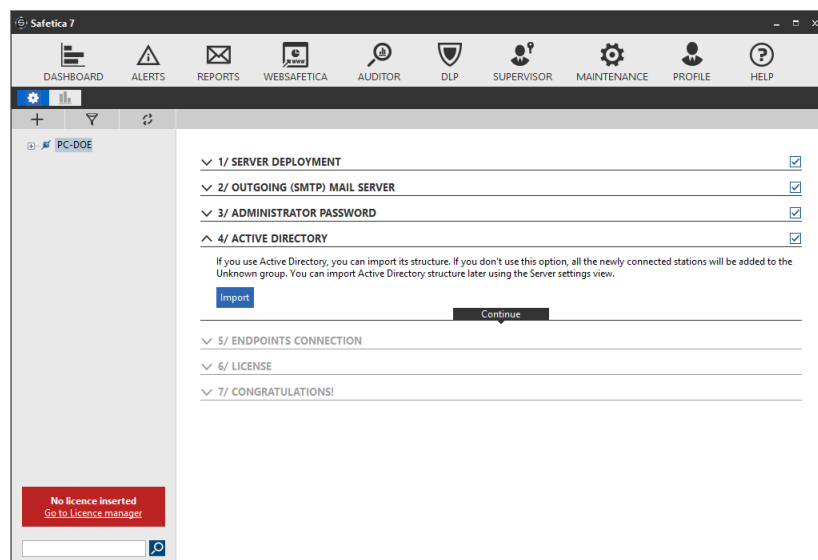 Safetica 7
DASHBOARD
ALERTS
REPORTS
WEBSAFETICA
AUDITOR
DLP
SUPERVISOR
MAINTENANCE
PROFILE
HELP
PC-DOE
1/ SERVER DEPLOYMENT
2/ OUTGOING (SMTP) MAIL SERVER
3/ ADMINISTRATOR PASSWORD
4/ ACTIVE DIRECTORY
If you use Active Directory, you can import its structure. If you don't use this option, all the newly connected stations will be added to the
Unknown group. You can import Active Directory structure later using the Server settings view.
Import
Continue
5/ ENDPOINTS CONNECTION
6/ LICENSE
7/ CONGRATULATIONS!
No licence inserted
Go to Licence manager